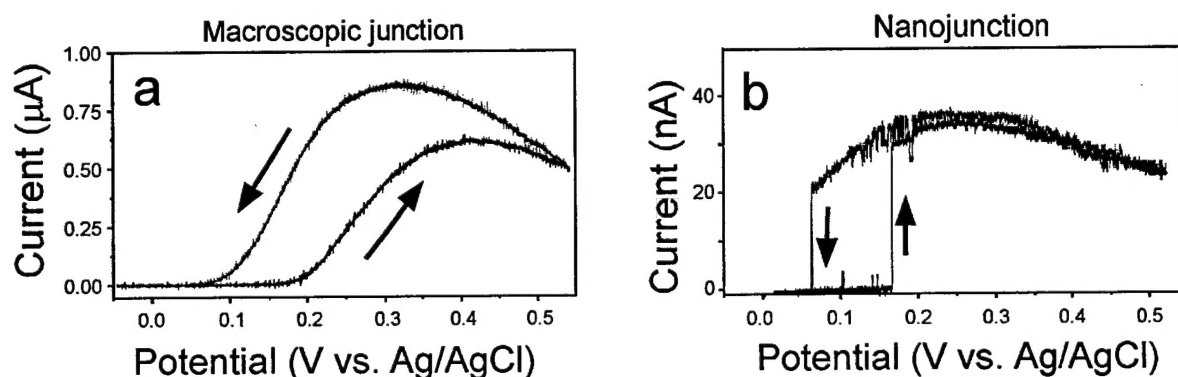 Macroscopic junction
a
1.00
0.75
0.50
0.25
0.00
Current (μA)
0.0 0.1 0.2 0.3 0.4 0.5
Potential (V vs. Ag/AgCl)
Nanojunction
b
40
20
0
Current (nA)
0.0 0.1 0.2 0.3 0.4 0.5
Potential (V vs. Ag/AgCl)